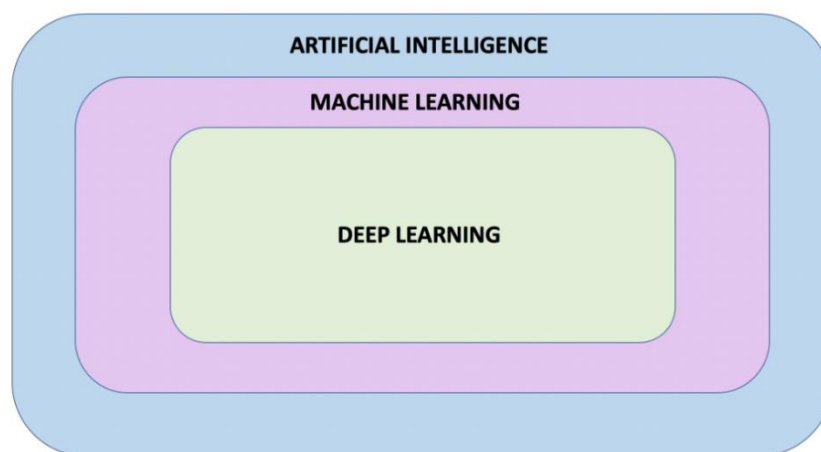 ARTIFICIAL INTELLIGENCE
MACHINE LEARNING
DEEP LEARNING